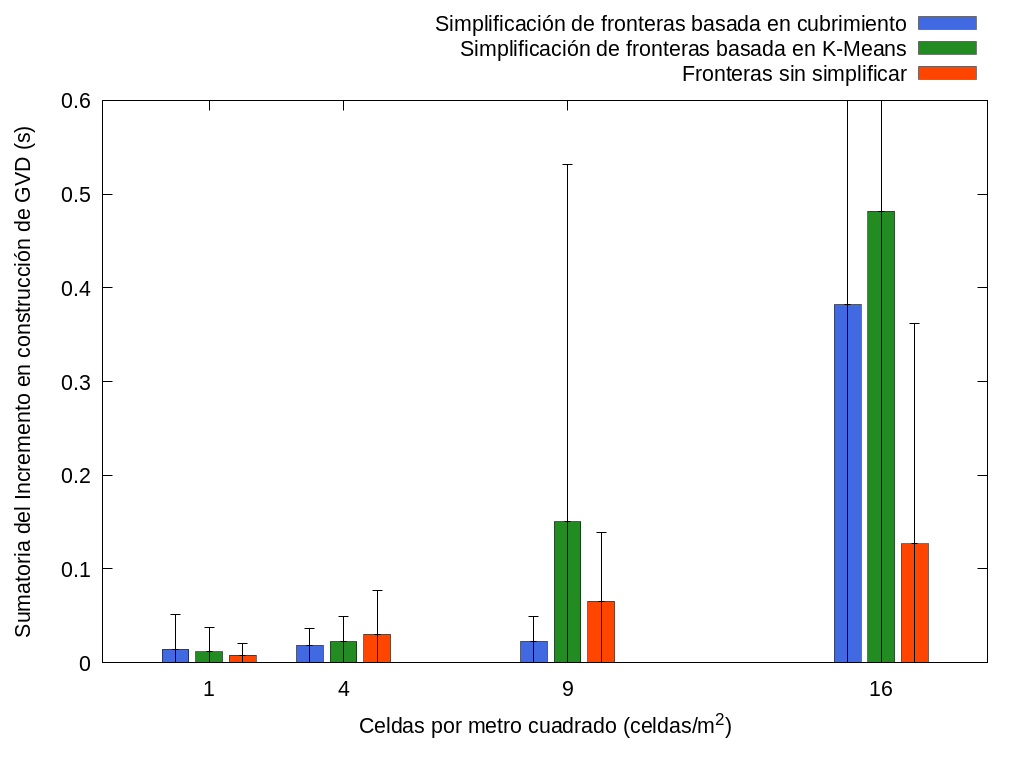 Simplificación de fronteras basada en cubrimiento
Simplificación de fronteras basada en K-Means
Fronteras sin simplificar
Sumatoria del Incremento en construcción de GVD (s)
0.6
0.5
0.4
0.3
0.2
0.1
0
1 4 9 16
Celdas por metro cuadrado (celdas/m²)